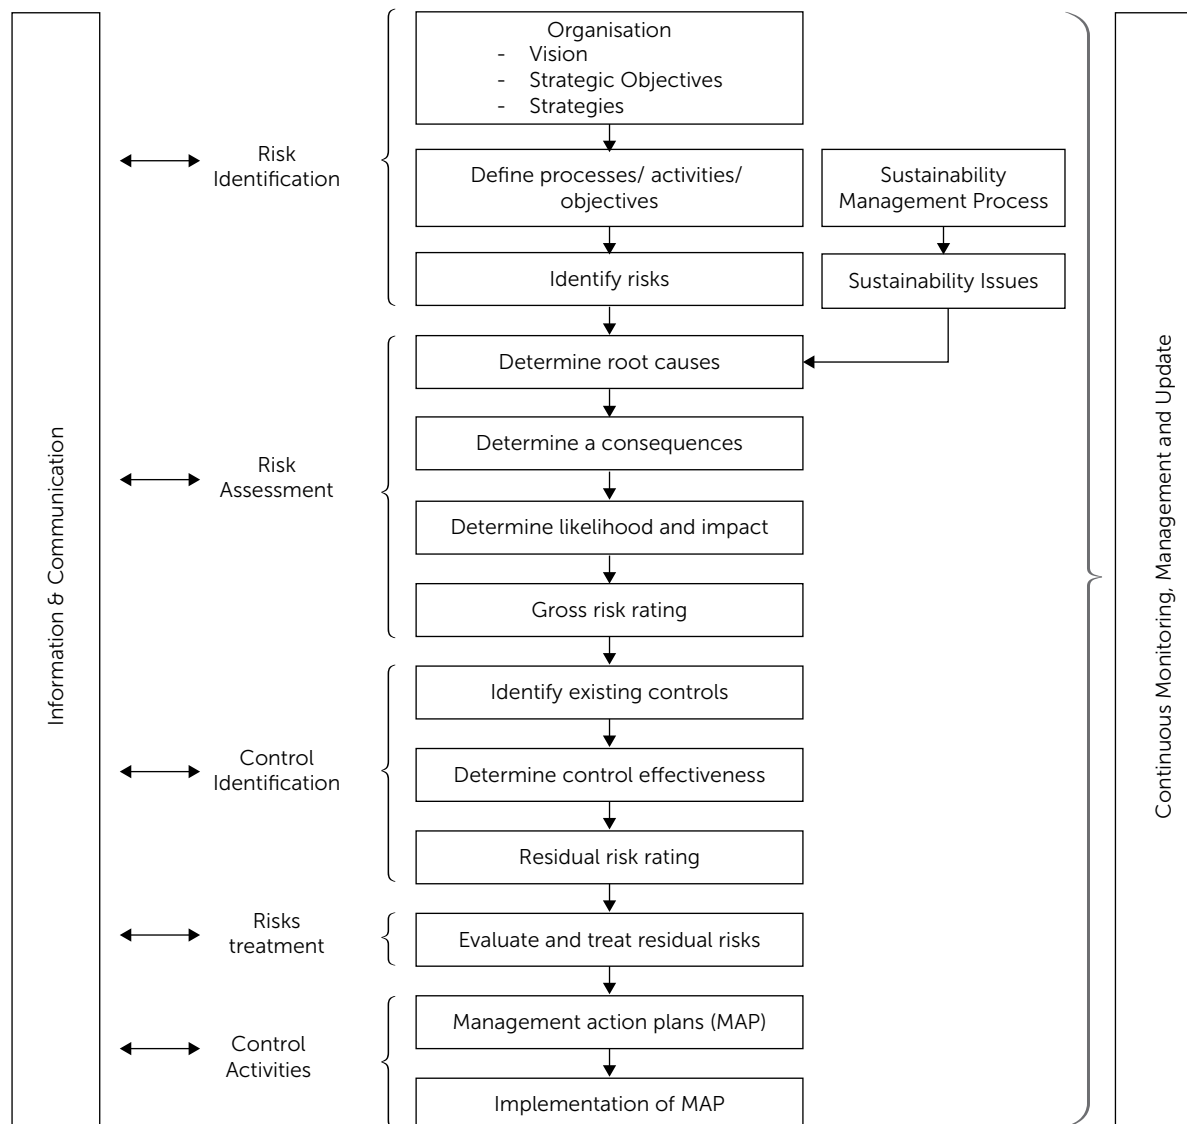 Information & Communication
Risk
Identification
Organisation
- Vision
- Strategic Objectives
- Strategies
Define processes/ activities/
objectives
Identify risks
Sustainability
Management Process
Sustainability Issues
Risk
Assessment
Determine root causes
Determine a consequences
Determine likelihood and impact
Gross risk rating
Control
Identification
Identify existing controls
Determine control effectiveness
Residual risk rating
Risks
treatment
Evaluate and treat residual risks
Control
Activities
Management action plans (MAP)
Implementation of MAP
Continuous Monitoring, Management and Update